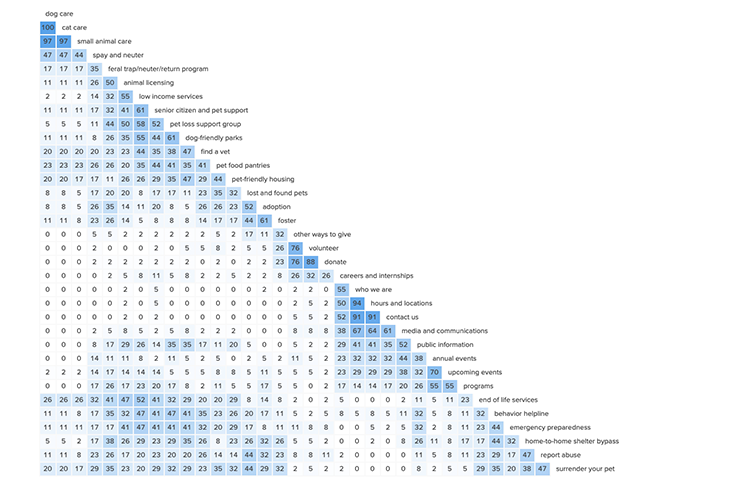 dog care
100 cat care
97 97 small animal care
47 47 44 spay and neuter
17 17 17 35 feral trap/neuter/return program
11 11 11 26 50 animal licensing
2 2 2 14 32 55 low income services
11 11 11 17 32 41 61 senior citizen and pet support
5 5 5 11 44 50 58 52 pet loss support group
11 11 11 8 26 35 55 44 61 dog-friendly parks
20 20 20 20 23 23 44 35 38 47 find a vet
23 23 23 26 26 20 35 44 41 35 41 pet food pantries
20 20 17 17 11 26 26 29 35 47 29 44 pet-friendly housing
8 8 5 17 20 20 8 17 17 11 23 35 32 lost and found pets
8 8 5 26 35 14 11 20 8 5 26 26 23 52 adoption
11 11 8 23 26 14 5 8 8 8 14 17 17 44 61 foster
0 0 0 5 5 2 2 2 2 2 2 5 2 17 11 32 other ways to give
0 0 0 2 0 0 2 0 2 5 5 8 2 5 5 26 76 volunteer
0 0 0 2 2 2 2 2 2 2 2 0 2 2 2 23 76 88 donate
0 0 0 0 2 5 8 11 5 8 2 2 5 2 2 8 26 32 26 careers and internships
0 0 0 0 2 0 0 5 0 0 0 0 0 0 0 0 2 2 0 55 who we are
0 0 0 0 2 0 5 0 0 0 0 0 0 0 0 0 2 5 2 50 94 hours and locations
0 0 0 0 2 0 2 0 0 0 0 0 0 0 0 0 5 5 2 52 91 91 contact us
0 0 0 2 5 8 5 2 5 8 2 2 2 0 0 0 8 8 8 38 67 64 61 media and communications
0 0 0 8 17 29 26 14 35 35 17 11 20 5 0 0 5 2 2 29 41 41 35 52 public information
0 0 0 14 11 11 8 2 11 5 2 5 0 2 5 2 11 5 2 23 32 32 32 44 38 annual events
2 2 2 14 17 14 14 14 5 5 5 8 8 5 11 5 5 5 2 23 29 29 29 38 32 70 upcoming events
0 0 0 17 26 17 23 20 17 8 2 11 5 5 17 5 5 0 2 17 14 14 17 20 26 55 55 programs
26 26 26 32 41 47 52 41 32 29 20 20 29 8 14 8 2 0 2 5 0 0 0 2 11 5 11 23 end of life services
11 11 8 17 35 32 47 41 47 41 35 23 26 20 17 11 5 2 5 8 5 8 5 11 32 5 8 11 32 behavior helpline
11 11 11 17 17 41 47 41 41 41 32 20 29 17 8 11 11 8 8 0 0 5 2 5 32 2 8 11 23 44 emergency preparedness
5 5 2 17 38 26 29 23 29 35 26 8 23 26 32 26 5 5 2 0 0 2 0 8 26 11 8 17 17 44 32 home-to-home shelter bypass
11 11 8 23 26 17 20 23 20 20 26 14 14 44 32 23 8 8 11 2 0 0 0 0 11 5 8 11 23 29 17 47 report abuse
20 20 17 29 23 20 29 32 29 23 35 32 44 29 32 2 5 2 2 0 0 0 0 8 2 5 5 29 35 20 38 47 surrender your pet